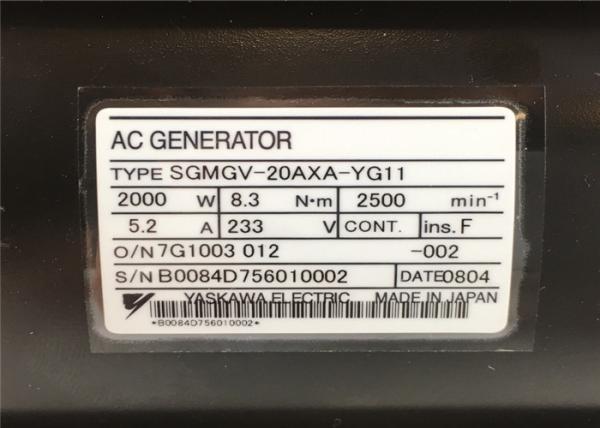 AC GENERATOR
TYPE SGMGV-20AXA-YG11
2000 W 8.3 N·m 2500 min⁻¹
5.2 A 233 V CONT. ins. F
O/N 7G1003 012 -002
S/N B0084D756010002 DATE 0804
YASKAWA ELECTRIC MADE IN JAPAN
*B0084D756010002*